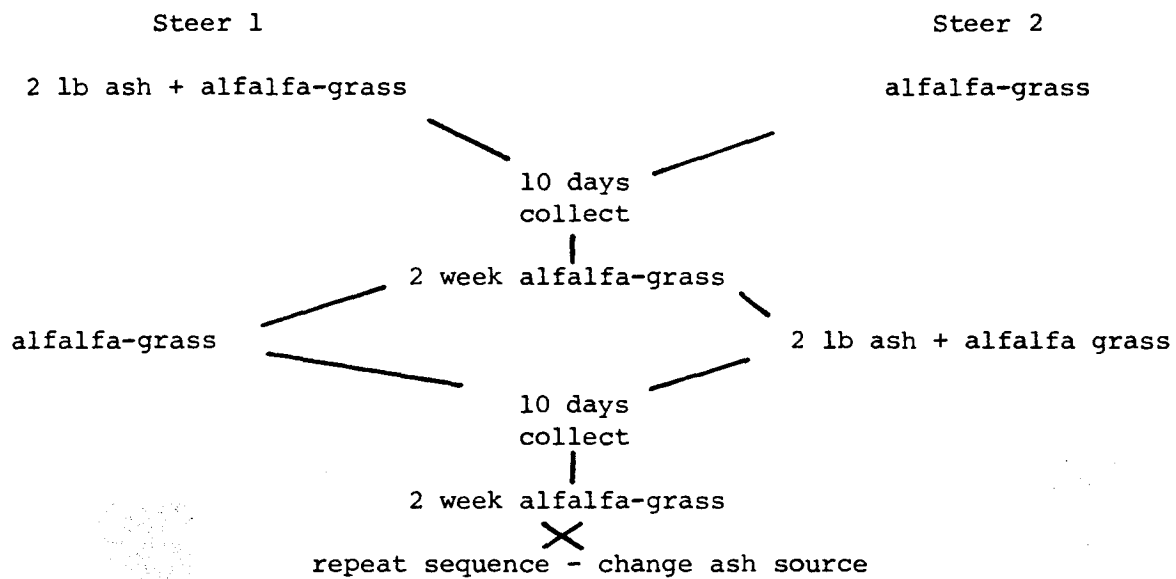 Steer 1 Steer 2
2 lb ash + alfalfa-grass alfalfa-grass
10 days
collect
2 week alfalfa-grass
alfalfa-grass 2 lb ash + alfalfa grass
10 days
collect
2 week alfalfa-grass
repeat sequence - change ash source